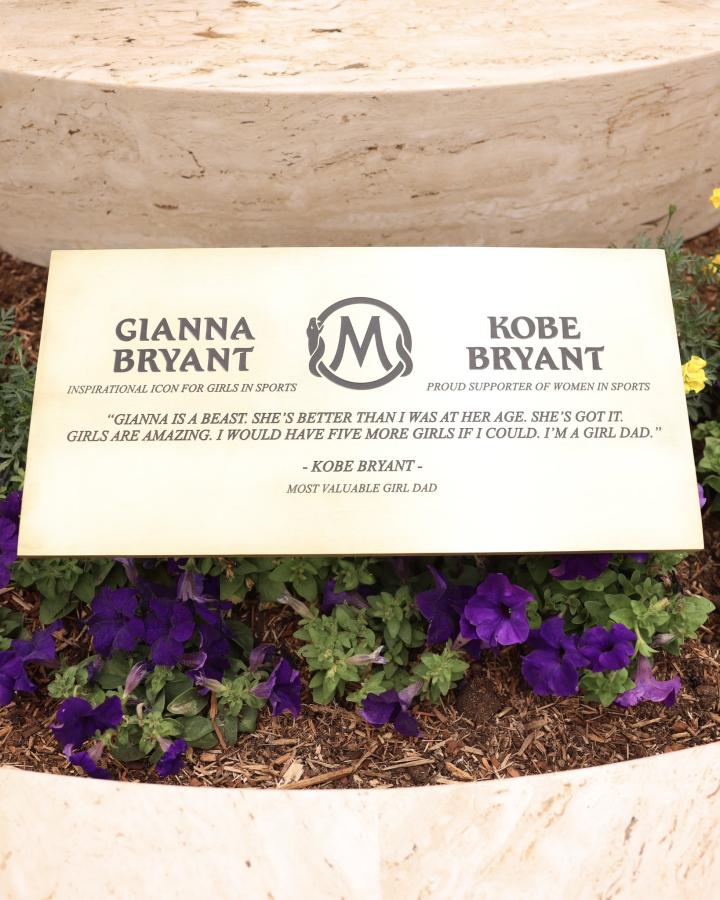 GIANNA
BRYANT
INSPIRATIONAL ICON FOR GIRLS IN SPORTS
M
KOBE
BRYANT
PROUD SUPPORTER OF WOMEN IN SPORTS
“GIANNA IS A BEAST. SHE’S BETTER THAN I WAS AT HER AGE. SHE’S GOT IT.
GIRLS ARE AMAZING. I WOULD HAVE FIVE MORE GIRLS IF I COULD. I’M A GIRL DAD.”
- KOBE BRYANT -
MOST VALUABLE GIRL DAD